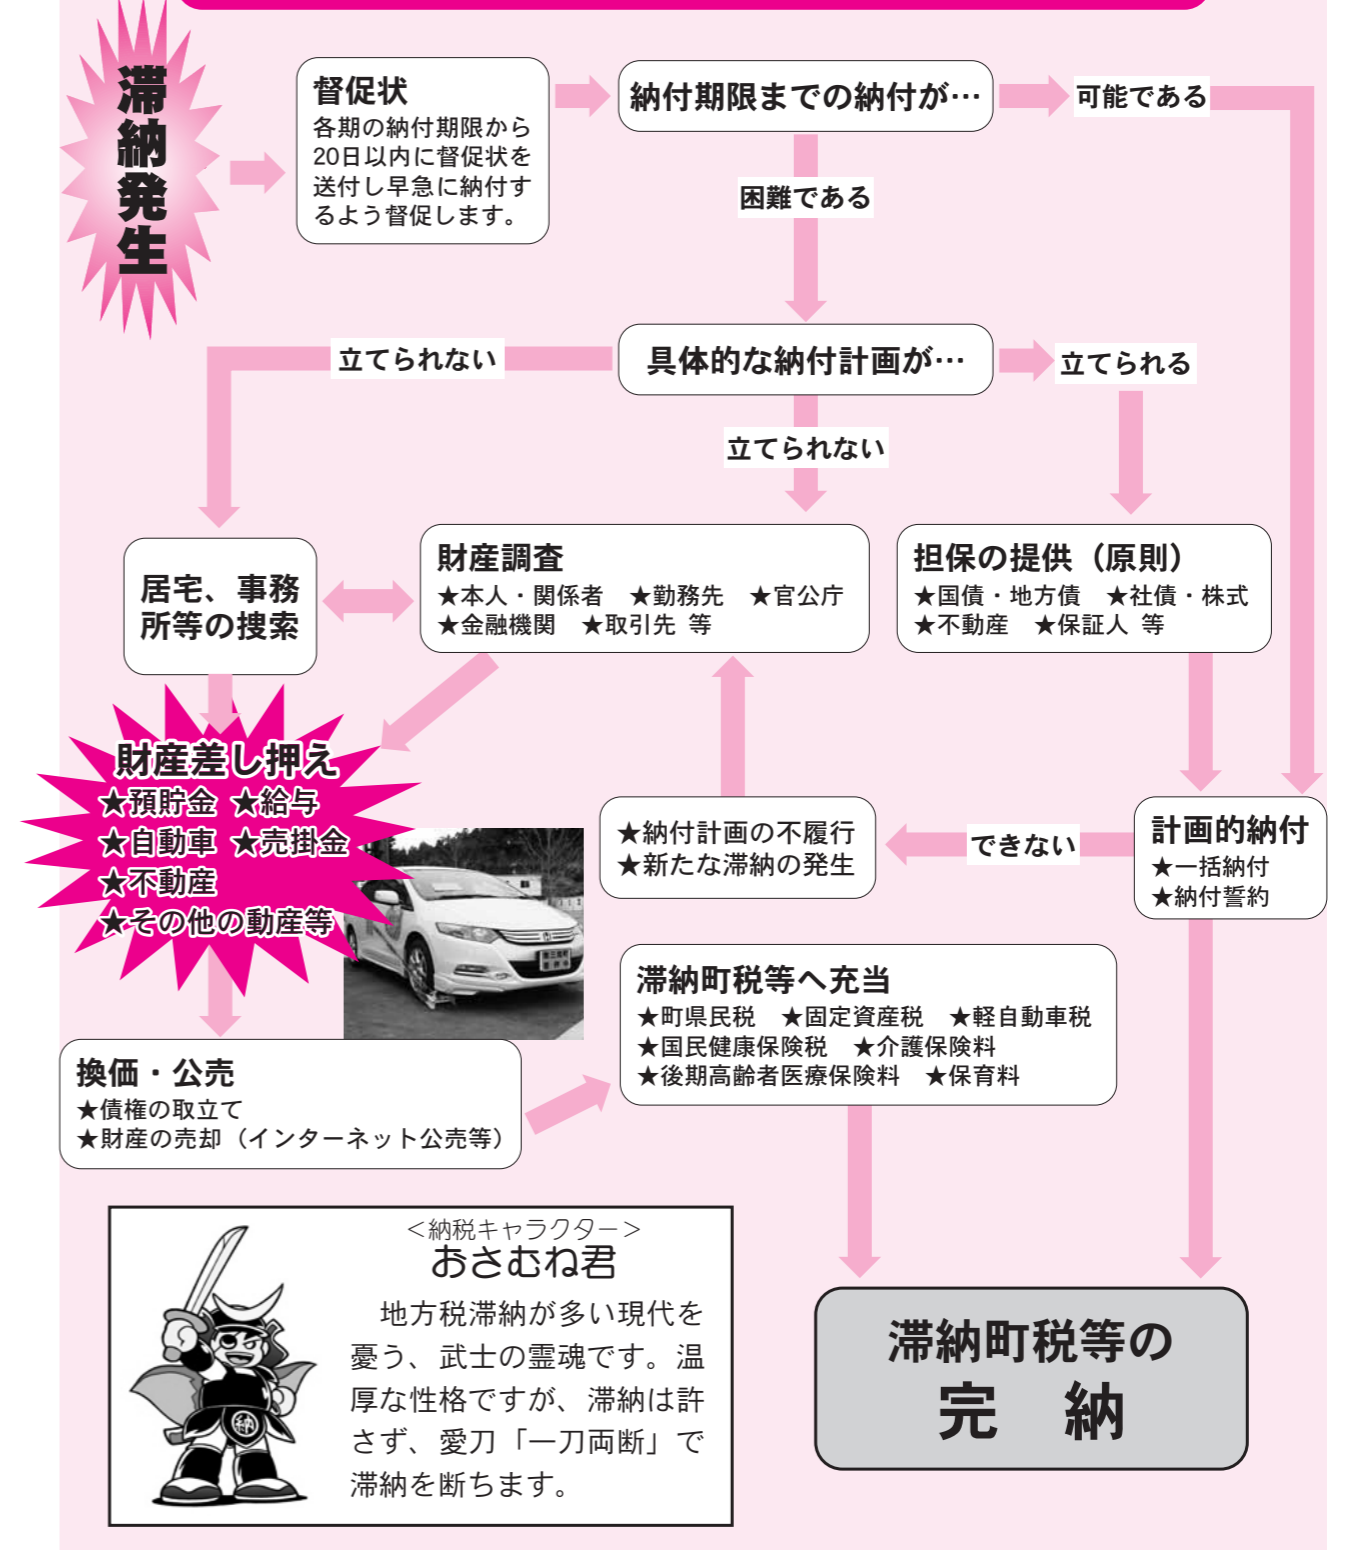 滞納発生
督促状
各期の納付期限から
20日以内に督促状を
送付し早急に納付す
るよう督促します。
納付期限までの納付が…
可能である
困難である
具体的な納付計画が…
立てられない
立てられる
立てられない
居宅、事務
所等の捜索
財産調査
★本人・関係者 ★勤務先 ★官公庁
★金融機関 ★取引先 等
担保の提供（原則）
★国債・地方債 ★社債・株式
★不動産 ★保証人 等
財産差し押え
★預貯金 ★給与
★自動車 ★売掛金
★不動産
★その他の動産等
★納付計画の不履行
★新たな滞納の発生
できない
計画的納付
★一括納付
★納付誓約
滞納町税等へ充当
★町県民税 ★固定資産税 ★軽自動車税
★国民健康保険税 ★介護保険料
★後期高齢者医療保険料 ★保育料
換価・公売
★債権の取立て
★財産の売却（インターネット公売等）
＜納税キャラクター＞
おさむね君
地方税滞納が多い現代を
憂う、武士の霊魂です。温
厚な性格ですが、滞納は許
さず、愛刀「一刀両断」で
滞納を断ちます。
納
滞納町税等の
完 納